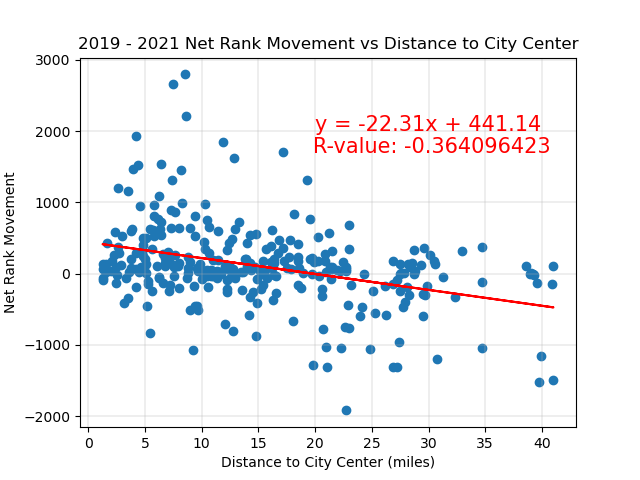 2019 - 2021 Net Rank Movement vs Distance to City Center
3000
2000
1000
0
−1000
−2000
Net Rank Movement
y = -22.31x + 441.14
R-value: -0.364096423
0 5 10 15 20 25 30 35 40
Distance to City Center (miles)